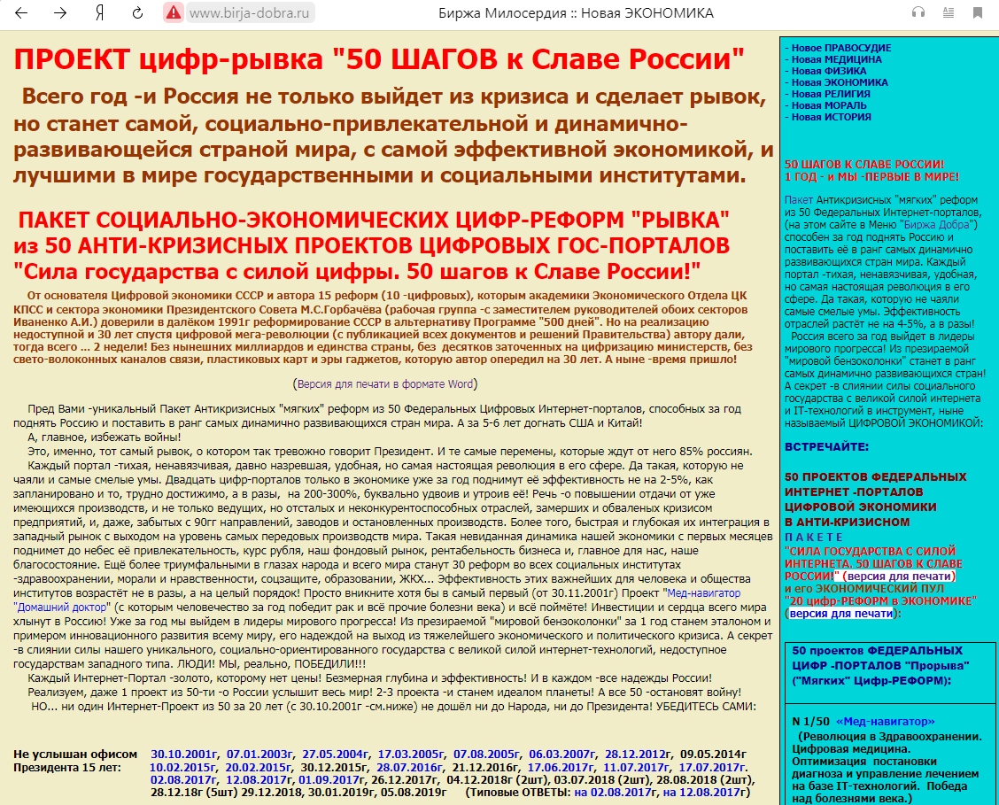 www.birja-dobra.ru
Биржа Милосердия :: Новая ЭКОНОМИКА
ПРОЕКТ цифр-рывка "50 ШАГОВ к Славе России"
Всего год -и Россия не только выйдет из кризиса и сделает рывок,
но станет самой, социально-привлекательной и динамично-
развивающейся страной мира, с самой эффективной экономикой, и
лучшими в мире государственными и социальными институтами.
ПАКЕТ СОЦИАЛЬНО-ЭКОНОМИЧЕСКИХ ЦИФР-РЕФОРМ "РЫВКА"
из 50 АНТИ-КРИЗИСНЫХ ПРОЕКТОВ ЦИФРОВЫХ ГОС-ПОРТАЛОВ
"Сила государства с силой цифры. 50 шагов к Славе России!"
От основателя Цифровой экономики СССР и автора 15 реформ (10 -цифровых), которым академики Экономического Отдела ЦК
КПСС и сектора экономики Президентского Совета М.С.Горбачёва (рабочая группа -с заместителем руководителей обоих секторов
Иваненко А.И.) доверили в далёком 1991г реформирование СССР в альтернативу Программе "500 дней". Но на реализацию
недоступной и 30 лет спустя цифровой мега-революции (с публикацией всех документов и решений Правительства) автору дали,
тогда всего ... 2 недели! Без нынешних миллиардов и единства страны, без  десятков заточенных на цифризацию министерств, без
свето-волоконных каналов связи, пластиковых карт и эры гаджетов, которую автор опередил на 30 лет. А ныне -время пришло!
(Версия для печати в формате Word)
Пред Вами -уникальный Пакет Антикризисных "мягких" реформ из 50 Федеральных Цифровых Интернет-порталов, способных за год
поднять Россию и поставить в ранг самых динамично развивающихся стран мира. А за 5-6 лет догнать США и Китай!
А, главное, избежать войны!
Это, именно, тот самый рывок, о котором так тревожно говорит Президент. И те самые перемены, которые ждут от него 85% россиян.
Каждый портал -тихая, ненавязчивая, давно назревшая, удобная, но самая настоящая революция в его сфере. Да такая, которую не
чаяли и самые смелые умы. Двадцать цифр-порталов только в экономике уже за год поднимут её эффективность не на 2-5%, как
запланировано и то, трудно достижимо, а в разы,  на 200-300%, буквально удвоив и утроив её! Речь -о повышении отдачи от уже
имеющихся производств, и не только ведущих, но отсталых и неконкурентоспособных отраслей, замерших и обваленых кризисом
предприятий, и, даже, забытых с 90гг направлений, заводов и остановленных производств. Более того, быстрая и глубокая их интеграция в
западный рынок с выходом на уровень самых передовых производств мира. Такая невиданная динамика нашей экономики с первых месяцев
поднимет до небес её привлекательность, курс рубля, наш фондовый рынок, рентабельность бизнеса и, главное для нас, наше
благосостояние. Ещё более триумфальными в глазах народа и всего мира станут 30 реформ во всех социальных институтах
-здравоохранении, морали и нравственности, соцзащите, образовании, ЖКХ... Эффективность этих важнейших для человека и общества
институтов возрастёт не в разы, а на целый порядок! Просто вникните хотя бы в самый первый (от 30.11.2001г) Проект "Мед-навигатор
"Домашний доктор" (с которым человечество за год победит рак и всё прочие болезни века) и всё поймёте! Инвестиции и сердца всего мира
хлынут в Россию! Уже за год мы выйдем в лидеры мирового прогресса! Из презираемой "мировой бензоколонки" за 1 год станем эталоном и
примером инновационного развития всему миру, его надеждой на выход из тяжелейшего экономического и политического кризиса. А секрет
-в слиянии силы нашего уникального, социально-ориентированного государства с великой силой интернет-технологий, недоступное
государствам западного типа. ЛЮДИ! МЫ, реально, ПОБЕДИЛИ!!!
Каждый Интернет-Портал -золото, которому нет цены! Безмерная глубина и эффективность! И в каждом -все надежды России!
Реализуем, даже 1 проект из 50-ти -о России услышит весь мир! 2-3 проекта -и станем идеалом планеты! А все 50 -остановят войну!
НО... ни один Интернет-Проект из 50 за 20 лет (с 30.10.2001г -см.ниже) не дошёл ни до Народа, ни до Президента! УБЕДИТЕСЬ САМИ:
Не услышан офисом 30.10.2001г, 07.01.2003г, 27.05.2004г, 17.03.2005г, 07.08.2005г, 06.03.2007г, 28.12.2012г, 09.05.2014г
Президента 15 лет: 10.02.2015г, 20.02.2015г, 30.12.2015г, 28.07.2016г, 21.12.2016г, 17.06.2017г, 11.07.2017г, 17.07.2017г.
02.08.2017г, 12.08.2017г, 01.09.2017г, 26.12.2017г, 04.12.2018г (2шт), 03.07.2018 (2шт), 28.08.2018 (2шт),
28.12.18г (5шт) 29.12.2018, 30.01.2019г, 05.08.2019г (Типовые ОТВЕТЫ: на 02.08.2017г, на 12.08.2017г)
- Новое ПРАВОСУДИЕ
- Новая МЕДИЦИНА
- Новая ФИЗИКА
- Новая ЭКОНОМИКА
- Новая РЕЛИГИЯ
- Новая МОРАЛЬ
- Новая ИСТОРИЯ
50 ШАГОВ К СЛАВЕ РОССИИ!
1 ГОД - и МЫ -ПЕРВЫЕ В МИРЕ!
Пакет Антикризисных "мягких" реформ
из 50 Федеральных Интернет-порталов,
(на этом сайте в Меню "Биржа Добра")
способен за год поднять Россию и
поставить её в ранг самых динамично
развивающихся стран мира. Каждый
портал -тихая, ненавязчивая, удобная,
но самая настоящая революция в его
сфере. Да такая, которую не чаяли
самые смелые умы. Эффективность
отраслей растёт не на 4-5%, а в разы!
Россия всего за год выйдет в лидеры
мирового прогресса! Из презираемой
"мировой бензоколонки" станет в ранг
самых динамично развивающихся стран!
А секрет -в слиянии силы социального
государства с великой силой интернета
и IT-технологий в инструмент, ныне
называемый ЦИФРОВОЙ ЭКОНОМИКОЙ:
ВСТРЕЧАЙТЕ:
50 ПРОЕКТОВ ФЕДЕРАЛЬНЫХ
ИНТЕРНЕТ -ПОРТАЛОВ
ЦИФРОВОЙ ЭКОНОМИКИ
В АНТИ-КРИЗИСНОМ
П А К Е Т Е
"СИЛА ГОСУДАРСТВА С СИЛОЙ
ИНТЕРНЕТА. 50 ШАГОВ К СЛАВЕ
РОССИИ!" (версия для печати)
и его ЭКОНОМИЧЕСКИЙ ПУЛ
"20 цифр-РЕФОРМ в ЭКОНОМИКЕ"
(версия для печати):
50 проектов ФЕДЕРАЛЬНЫХ
ЦИФР -ПОРТАЛОВ "Прорыва"
("Мягких" Цифр-РЕФОРМ):
N 1/50 «Мед-навигатор»
(Революция в Здравоохранении.
Цифровая медицина.
Оптимизация постановки
диагноза и управление лечением
на базе IT-технологий. Победа
над болезнями века.)